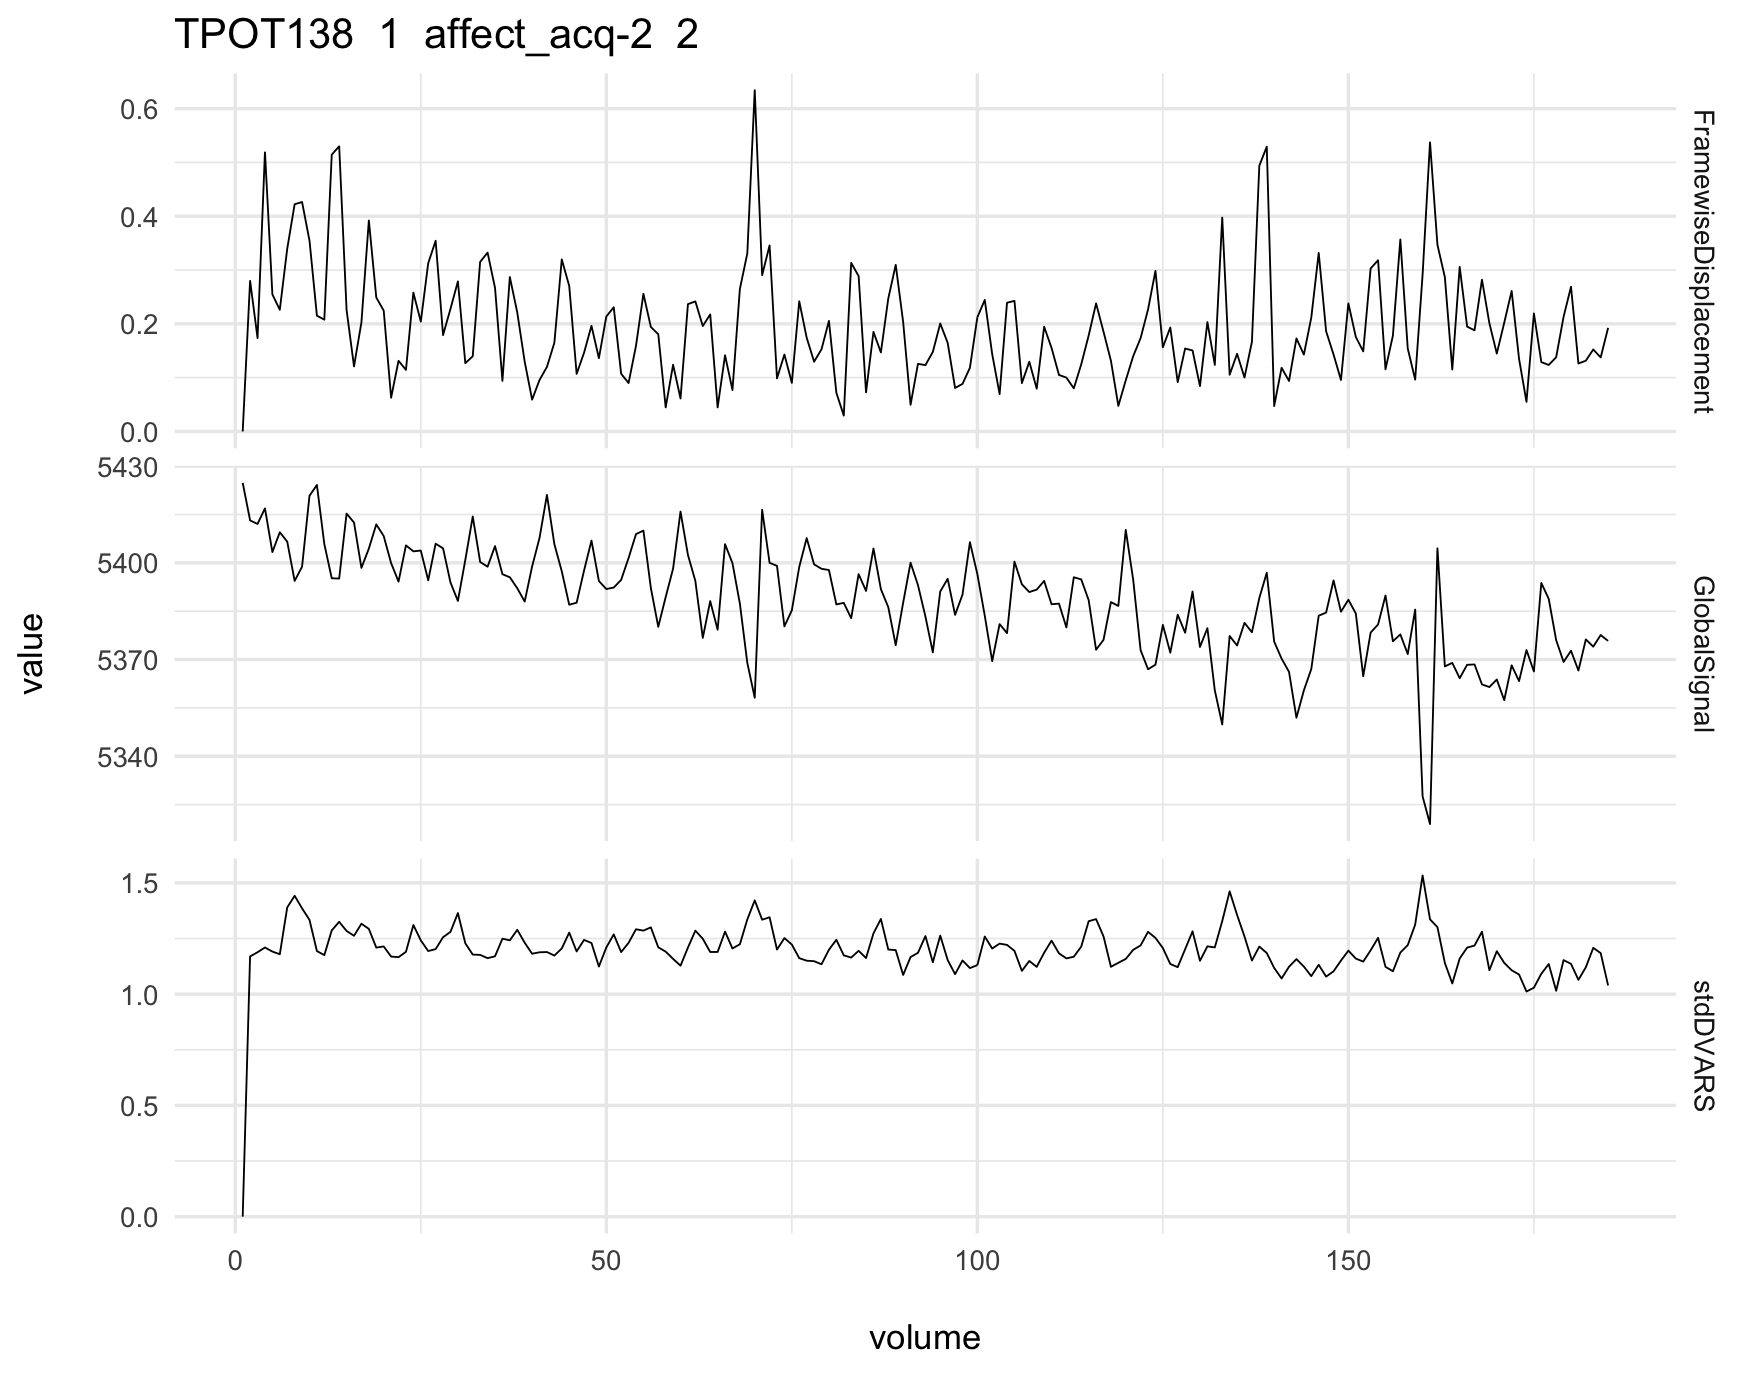 TPOT138 1 affect_acq-2 2
0.6
0.4
0.2
0.0
FramewiseDisplacement
5430
5400
5370
5340
GlobalSignal
1.5
1.0
0.5
0.0
stdDVARS
value
0 50 100 150
volume